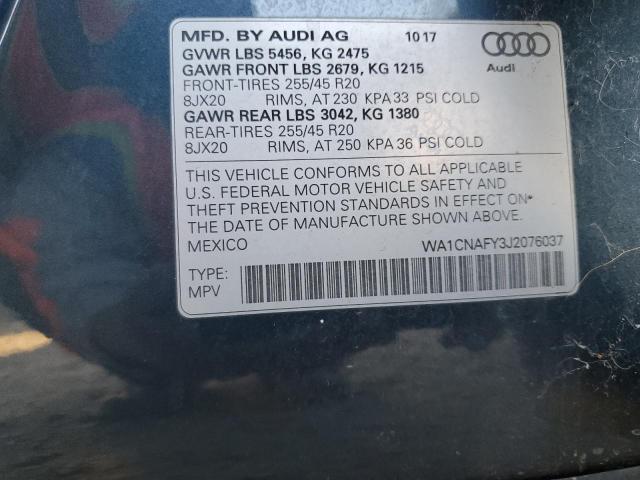 MFD. BY AUDI AG 10 17
GVWR LBS 5456, KG 2475
GAWR FRONT LBS 2679, KG 1215
FRONT-TIRES 255/45 R20
8JX20 RIMS, AT 230 KPA 33 PSI COLD
GAWR REAR LBS 3042, KG 1380
REAR-TIRES 255/45 R20
8JX20 RIMS, AT 250 KPA 36 PSI COLD
Audi
THIS VEHICLE CONFORMS TO ALL APPLICABLE
U.S. FEDERAL MOTOR VEHICLE SAFETY AND
THEFT PREVENTION STANDARDS IN EFFECT ON
THE DATE OF MANUFACTURE SHOWN ABOVE.
MEXICO WA1CNAFY3J2076037
TYPE:
MPV